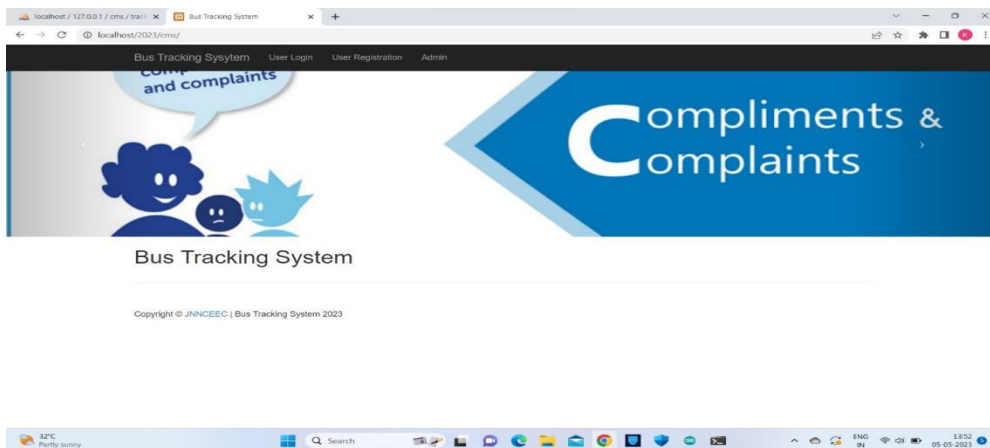 localhost / 127.0.0.1 / cms / track
Bus Tracking System
localhost/2023/cms/
Bus Tracking Sysytem User Login User Registration Admin
and complaints
Compliments &
Complaints
Bus Tracking System
Copyright © JNNCEEC | Bus Tracking System 2023
32°C
Partly sunny
Search
ENG
IN
13:52
05-05-2023